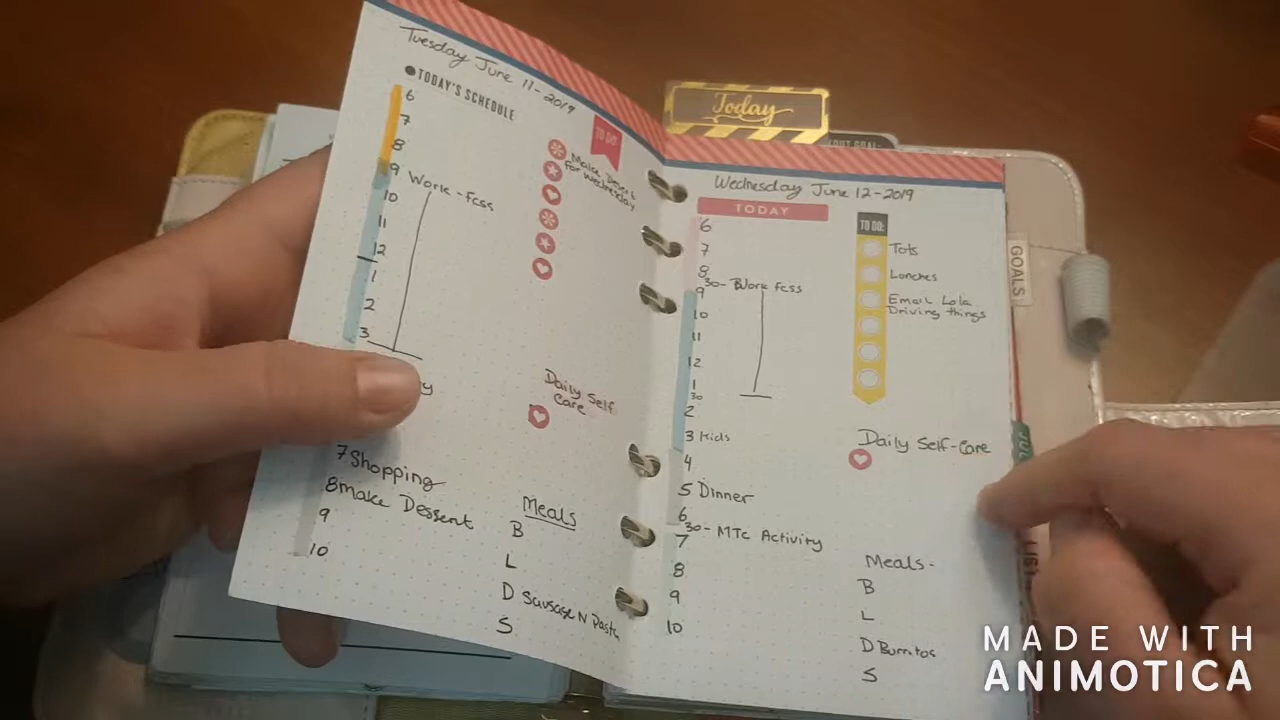 Tuesday June 11-2019
TODAY'S SCHEDULE
6
7
8
9
Work - Fcss
10
11
12
1
2
3
y
7 Shopping
8 make Dessert
9
10
TO DO
Make Desert
for Wednesday
Daily Self
Care
Meals
B
L
D Sausage N Pasta
S
Today
OUT GOAL:
Wednesday June 12-2019
TODAY
6
7
8
30- Work fcss
9
10
11
12
1
30
2
3 Kids
4
5 Dinner
6
30- MTC Activity
7
8
9
10
TO DO:
Tots
Lunches
Email Lola
Driving things
Daily Self-Care
Meals-
B
L
D Burritos
S
GOALS
MADE WITH
ANIMOTICA